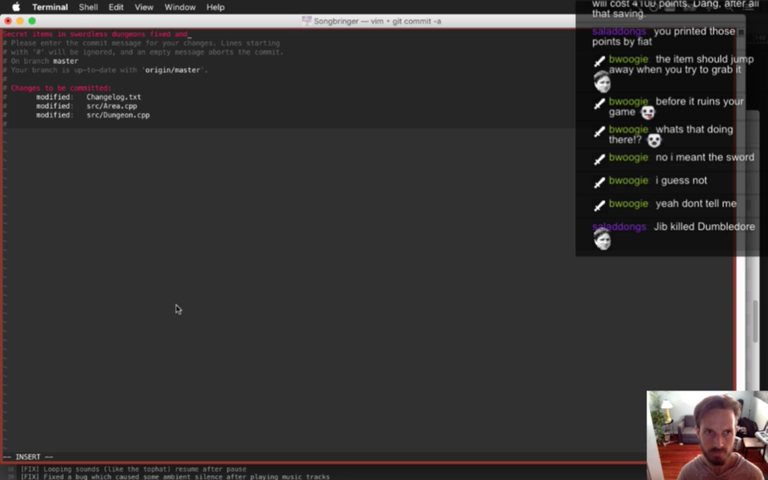 Terminal Shell Edit View Window Help
Songbringer — vim • git commit -a
Secret items in swordless dungeons fixed and_
# Please enter the commit message for your changes. Lines starting
# with '#' will be ignored, and an empty message aborts the commit.
# On branch master
# Your branch is up-to-date with 'origin/master'.
#
# Changes to be committed:
# modified: Changelog.txt
# modified: src/Area.cpp
# modified: src/Dungeon.cpp
#
-- INSERT --
[FIX] Looping sounds (like the tophat) resume after pause
[FIX] Fixed a bug which caused some ambient silence after playing music tracks
will cost 4100 points. Dang, after all
that saving.
saladdongs you printed those
points by fiat
bwoogie the item should jump
away when you try to grab it
bwoogie before it ruins your
game
bwoogie whats that doing
there!?
bwoogie no i meant the sword
bwoogie i guess not
bwoogie yeah dont tell me
saladdongs Jib killed Dumbledore